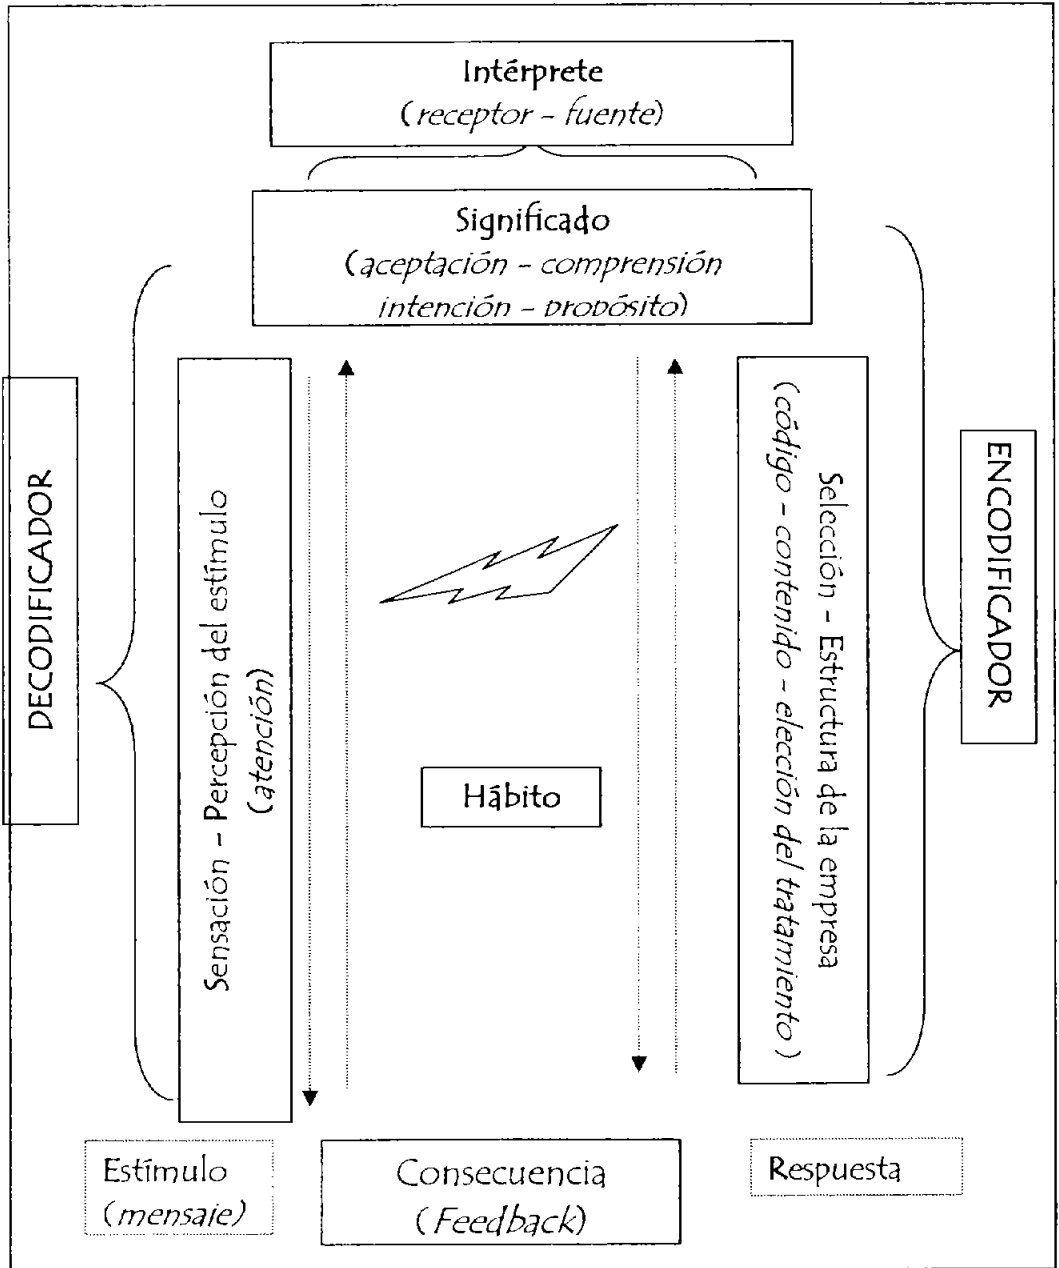 Intérprete
(receptor - fuente)
Significado
(aceptación - comprensión
intención - propósito)
DECODIFICADOR
Sensación - Percepción del estímulo
(atención)
Hábito
Selección - Estructura de la empresa
(código - contenido - elección del tratamiento)
ENCODIFICADOR
Estímulo
(mensaje)
Consecuencia
(Feedback)
Respuesta